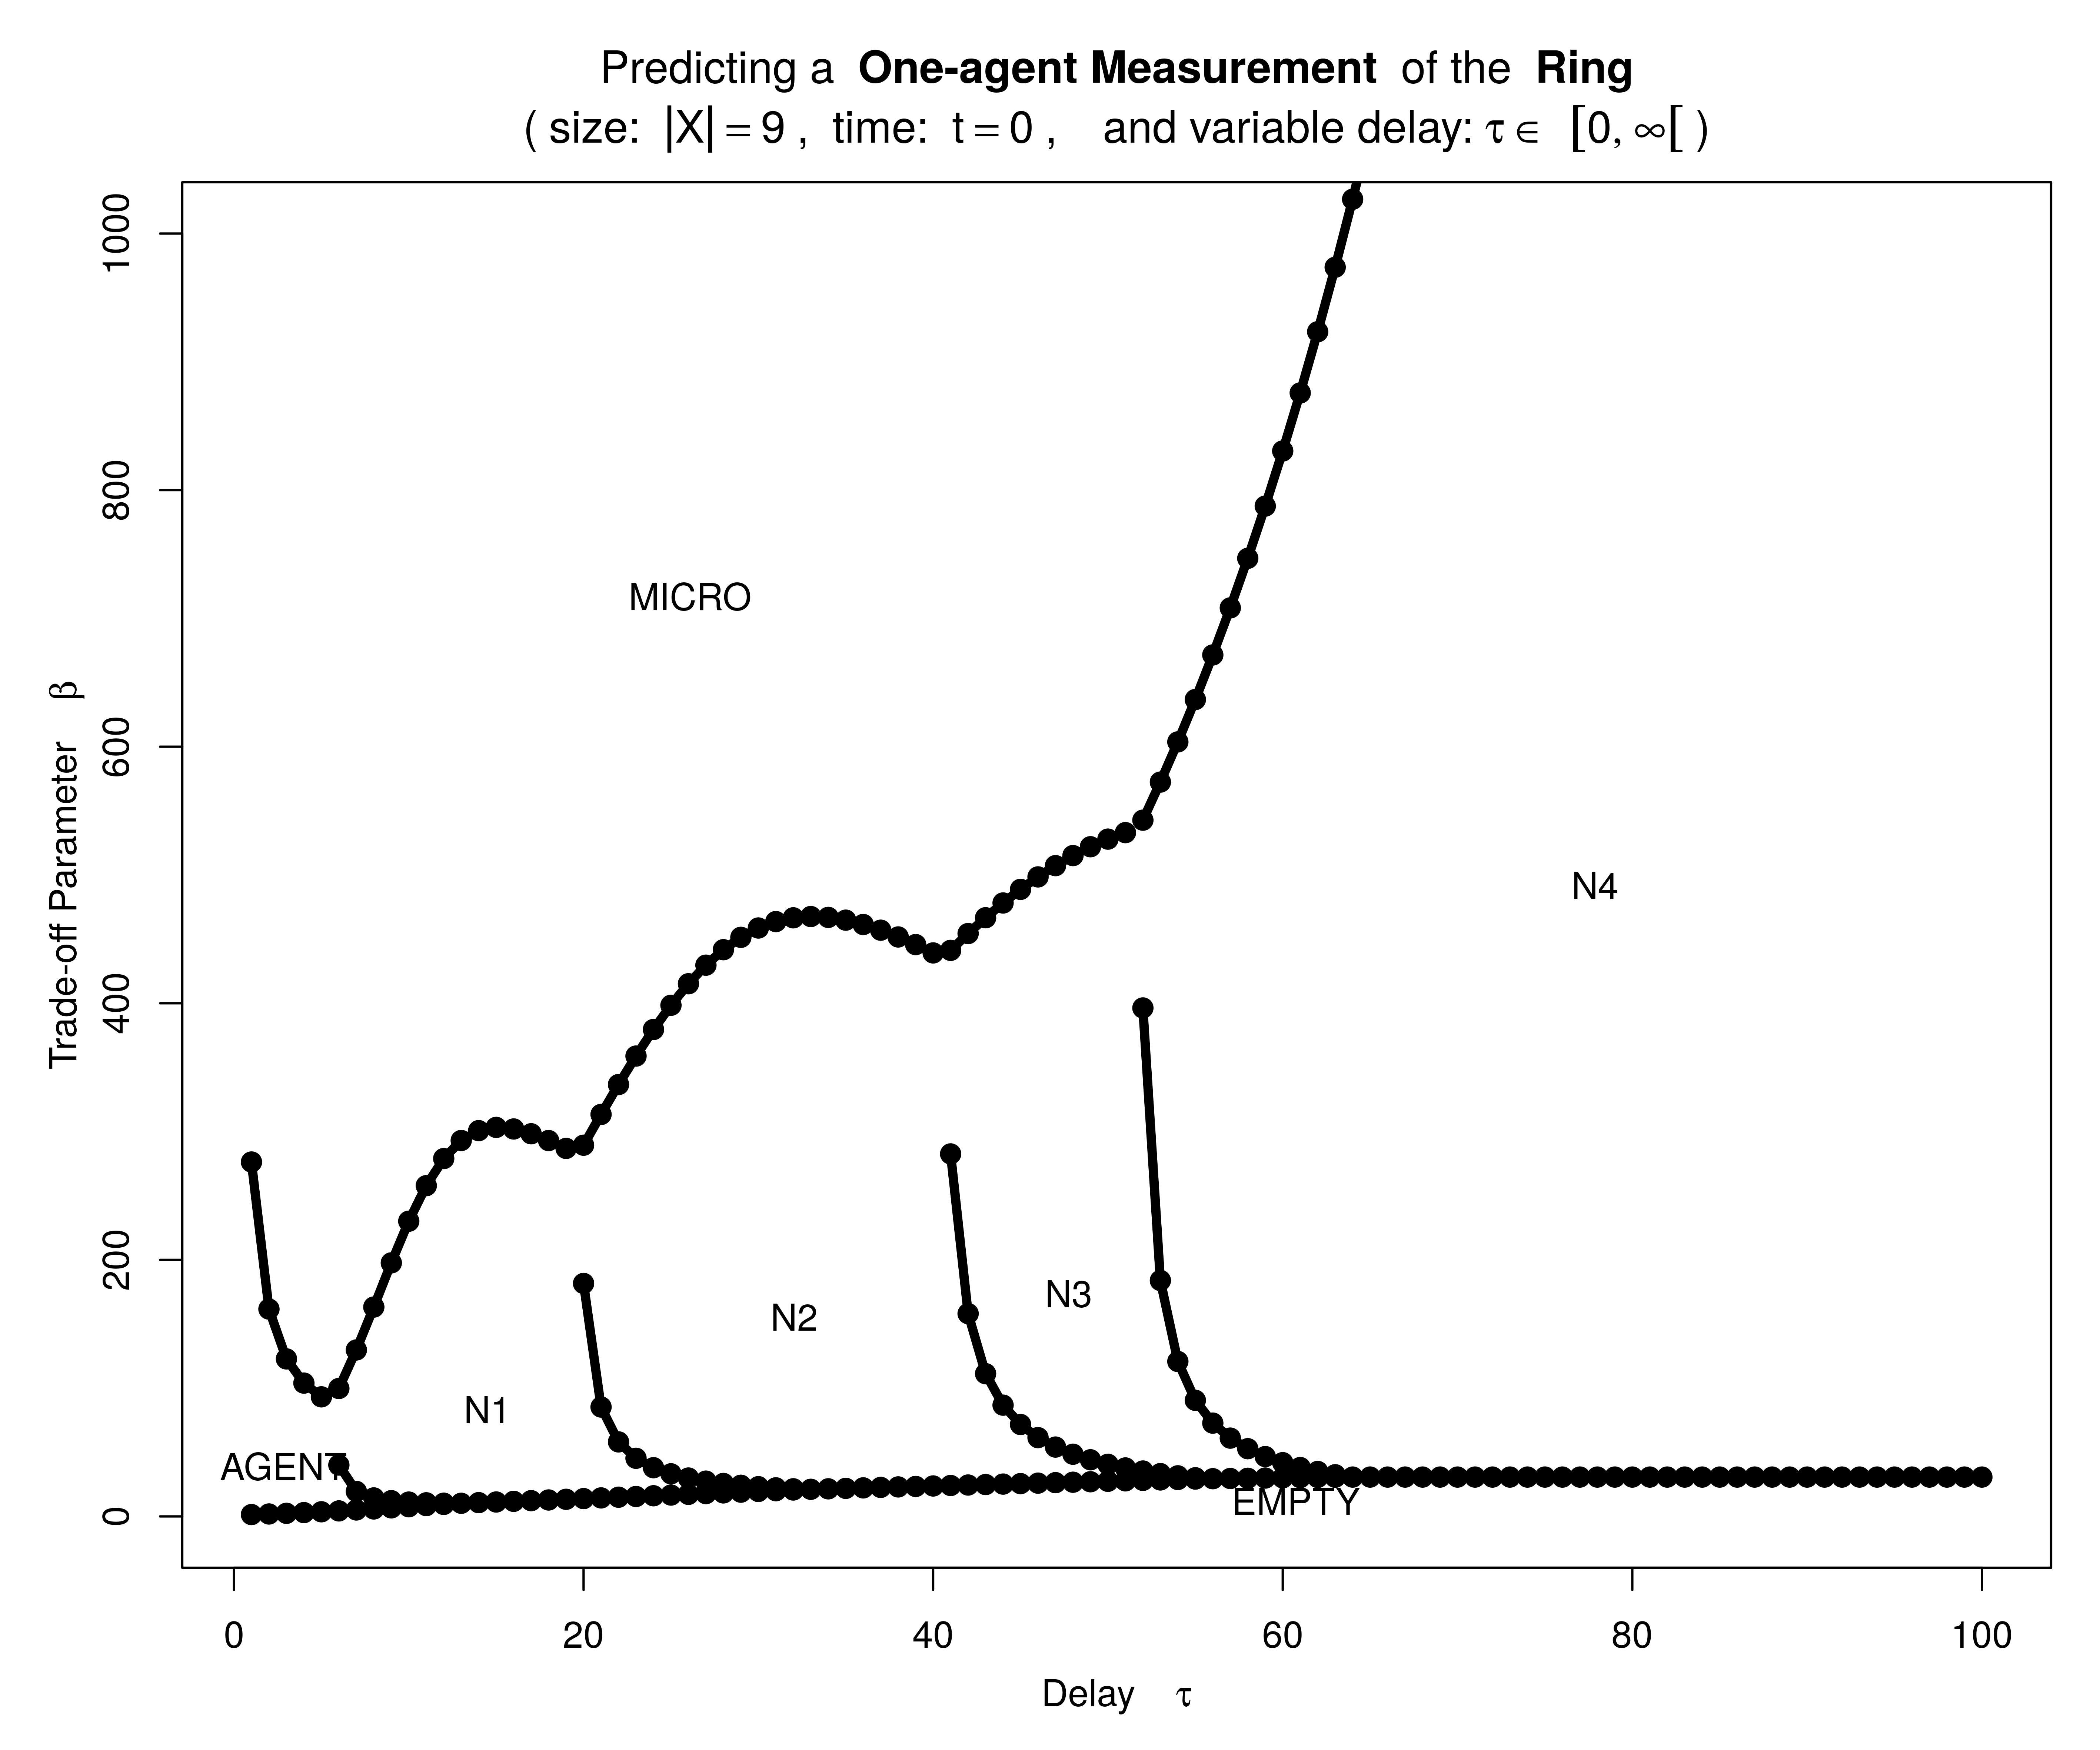 Predicting a One-agent Measurement of the Ring
( size: |X| = 9 , time: t = 0 , and variable delay: τ ∈ [0, ∞[ )
1000
800
600
400
200
0
Trade-off Parameter β
MICRO
N4
N3
N2
N1
AGENT
EMPTY
0 20 40 60 80 100
Delay τ